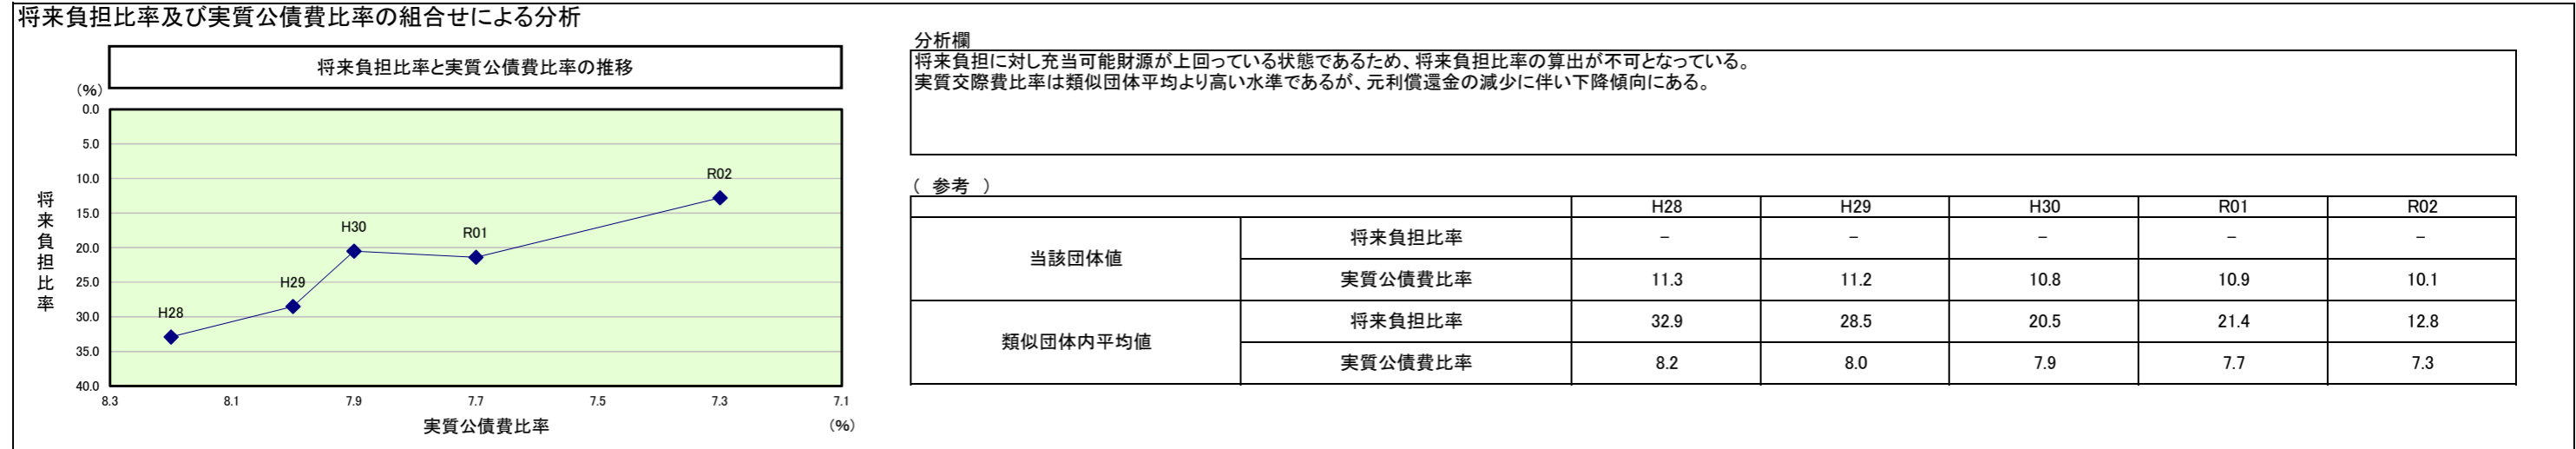 将来負担比率及び実質公債費比率の組合せによる分析
将来負担比率と実質公債費比率の推移
(%)
0.0
5.0
10.0
15.0
20.0
25.0
30.0
35.0
40.0
将来負担比率
H28
H29
H30
R01
R02
8.3 8.1 7.9 7.7 7.5 7.3 7.1
実質公債費比率
(%)
分析欄
将来負担に対し充当可能財源が上回っている状態であるため、将来負担比率の算出が不可となっている。
実質交際費比率は類似団体平均より高い水準であるが、元利償還金の減少に伴い下降傾向にある。
( 参考 )
H28 H29 H30 R01 R02
当該団体値
将来負担比率 - - - - -
実質公債費比率 11.3 11.2 10.8 10.9 10.1
類似団体内平均値
将来負担比率 32.9 28.5 20.5 21.4 12.8
実質公債費比率 8.2 8.0 7.9 7.7 7.3